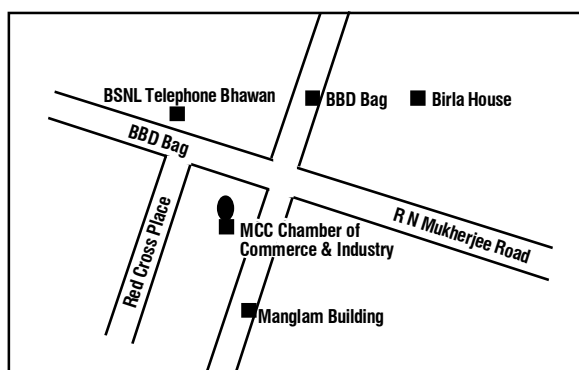 BSNL Telephone Bhawan
BBD Bag
Birla House
BBD Bag
Red Cross Place
MCC Chamber of
Commerce & Industry
R N Mukherjee Road
Manglam Building